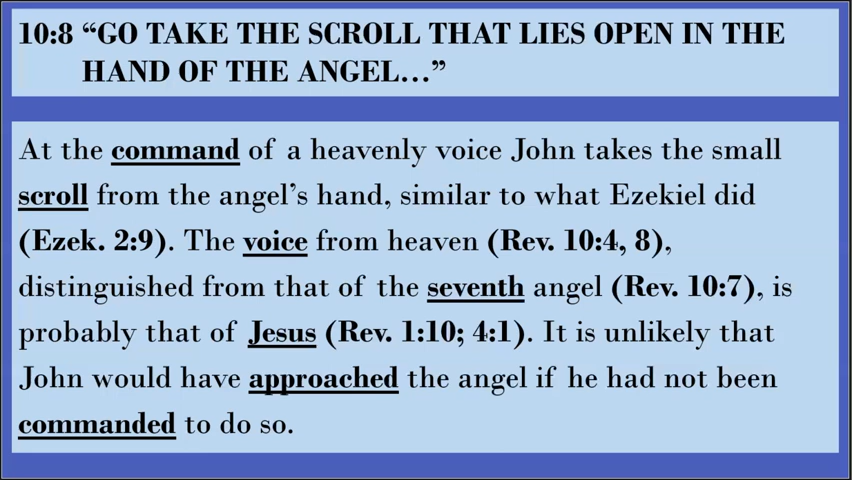 10:8 “GO TAKE THE SCROLL THAT LIES OPEN IN THE
HAND OF THE ANGEL…”
At the command of a heavenly voice John takes the small
scroll from the angel’s hand, similar to what Ezekiel did
(Ezek. 2:9). The voice from heaven (Rev. 10:4, 8),
distinguished from that of the seventh angel (Rev. 10:7), is
probably that of Jesus (Rev. 1:10; 4:1). It is unlikely that
John would have approached the angel if he had not been
commanded to do so.